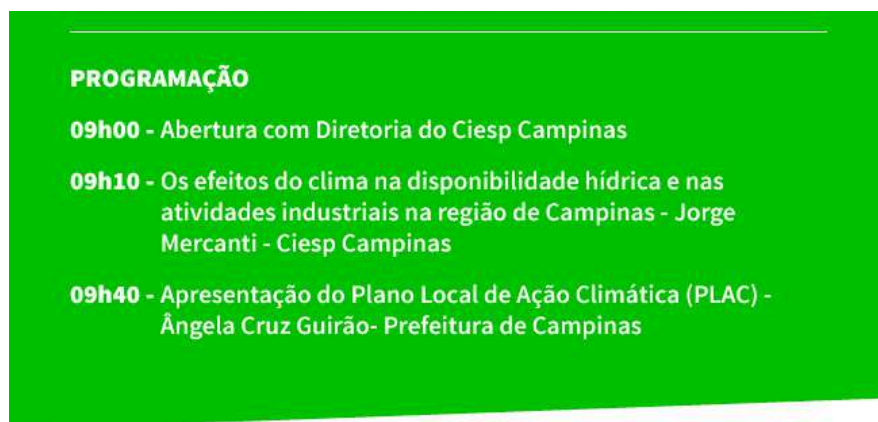 PROGRAMAÇÃO
09h00 - Abertura com Diretoria do Ciesp Campinas
09h10 - Os efeitos do clima na disponibilidade hídrica e nas
atividades industriais na região de Campinas - Jorge
Mercanti - Ciesp Campinas
09h40 - Apresentação do Plano Local de Ação Climática (PLAC) -
Ângela Cruz Guirão- Prefeitura de Campinas